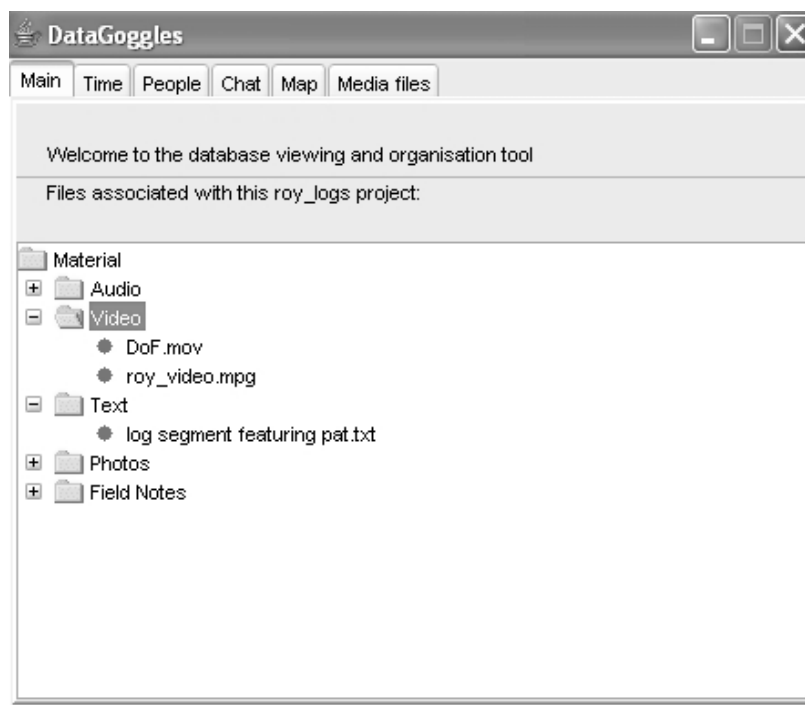 DataGoggles
Main Time People Chat Map Media files
Welcome to the database viewing and organisation tool
Files associated with this roy_logs project:
Material
Audio
Video
DoF.mov
roy_video.mpg
Text
log segment featuring pat.txt
Photos
Field Notes